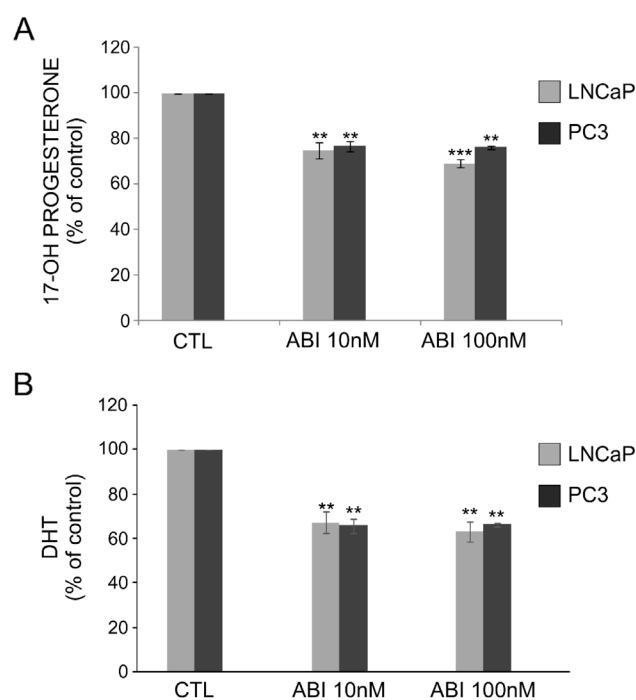 A
17-OH PROGESTERONE
(% of control)
120
100
80
60
40
20
0
** **
*** **
CTL ABI 10nM ABI 100nM
LNCaP
PC3
B
DHT
(% of control)
120
100
80
60
40
20
0
** **
** **
CTL ABI 10nM ABI 100nM
LNCaP
PC3